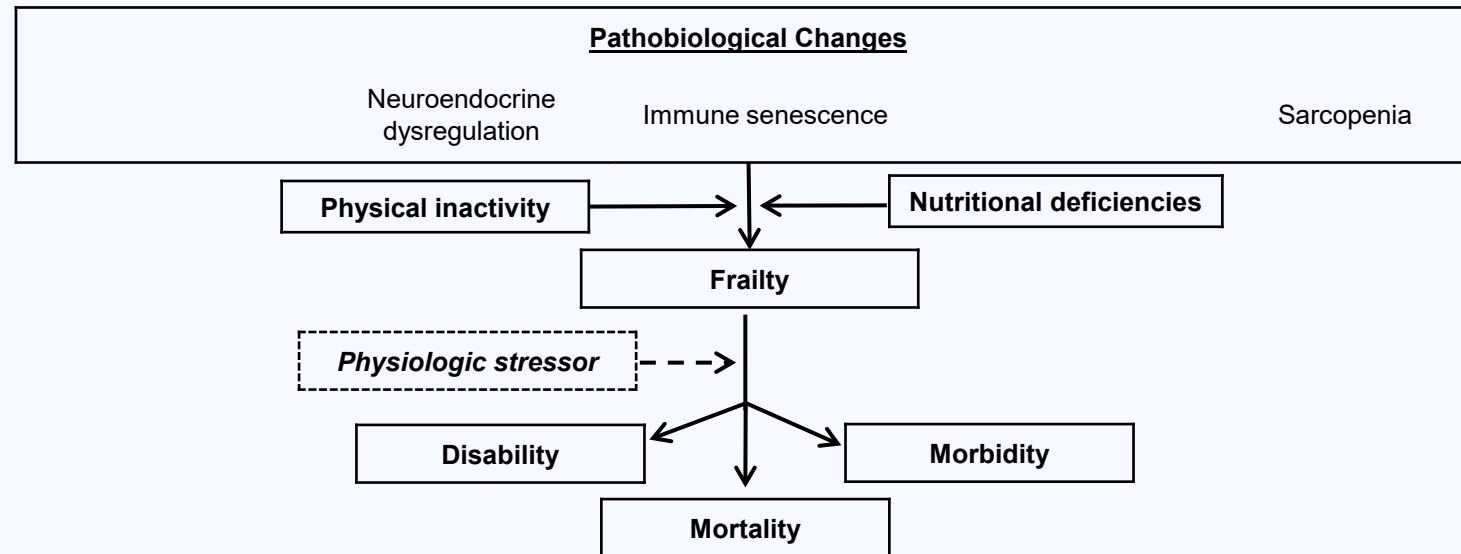 Pathobiological Changes
Neuroendocrine
dysregulation
Immune senescence
Sarcopenia
Physical inactivity
Nutritional deficiencies
Frailty
Physiologic stressor
Disability
Morbidity
Mortality